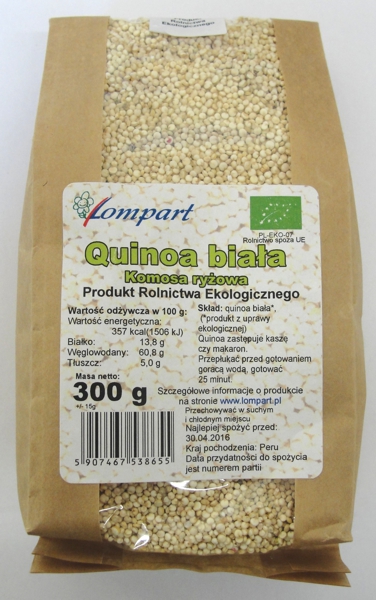 Rolnictwa
Ekologicznego
Lompart
PL-EKO-07
Rolnictwo spoza UE
Quinoa biała
Komosa ryżowa
Produkt Rolnictwa Ekologicznego
Wartość odżywcza w 100 g:
Wartość energetyczna:
357 kcal(1506 kJ)
Białko: 13,8 g
Węglowodany: 60,8 g
Tłuszcz: 5,0 g
Masa netto:
300 g
+/- 15g
Skład: quinoa biała*,
(*produkt z uprawy
ekologicznej)
Quinoa zastępuje kaszę
czy makaron.
Przepłukać przed gotowaniem
gorącą wodą, gotować
25 minut.
Szczegółowe informacje o produkcie
na stronie www.lompart.pl
Przechowywać w suchym
i chłodnym miejscu
Najlepiej spożyć przed:
30.04.2016
Kraj pochodzenia: Peru
Data przydatności do spożycia
jest numerem partii
5 907467 538655